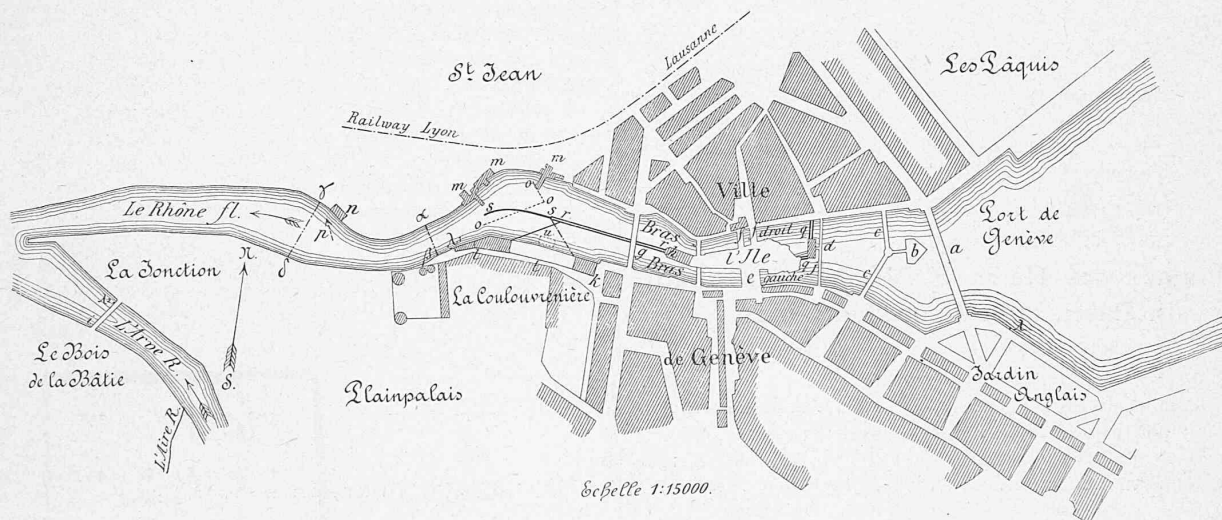 Lausanne
St Jean
Les Pâquis
Railway Lyon
m
m
m
o
γ
n
Le Rhône fl.
p
α
s
o
s
r
o
u
Ville
Bras
droit
q
l'Ile
g Bras
gauche
q
f
d
c
c
b
a
e
Port de
Genève
δ
N.
La Jonction
β
λ
t
t
k
La Coulouvrenière
i
L'Arve R.
Le Bois
de la Bâtie
S.
L'Aire R.
Plainpalais
de Genève
A
Jardin
Anglais
Echelle 1:15000.